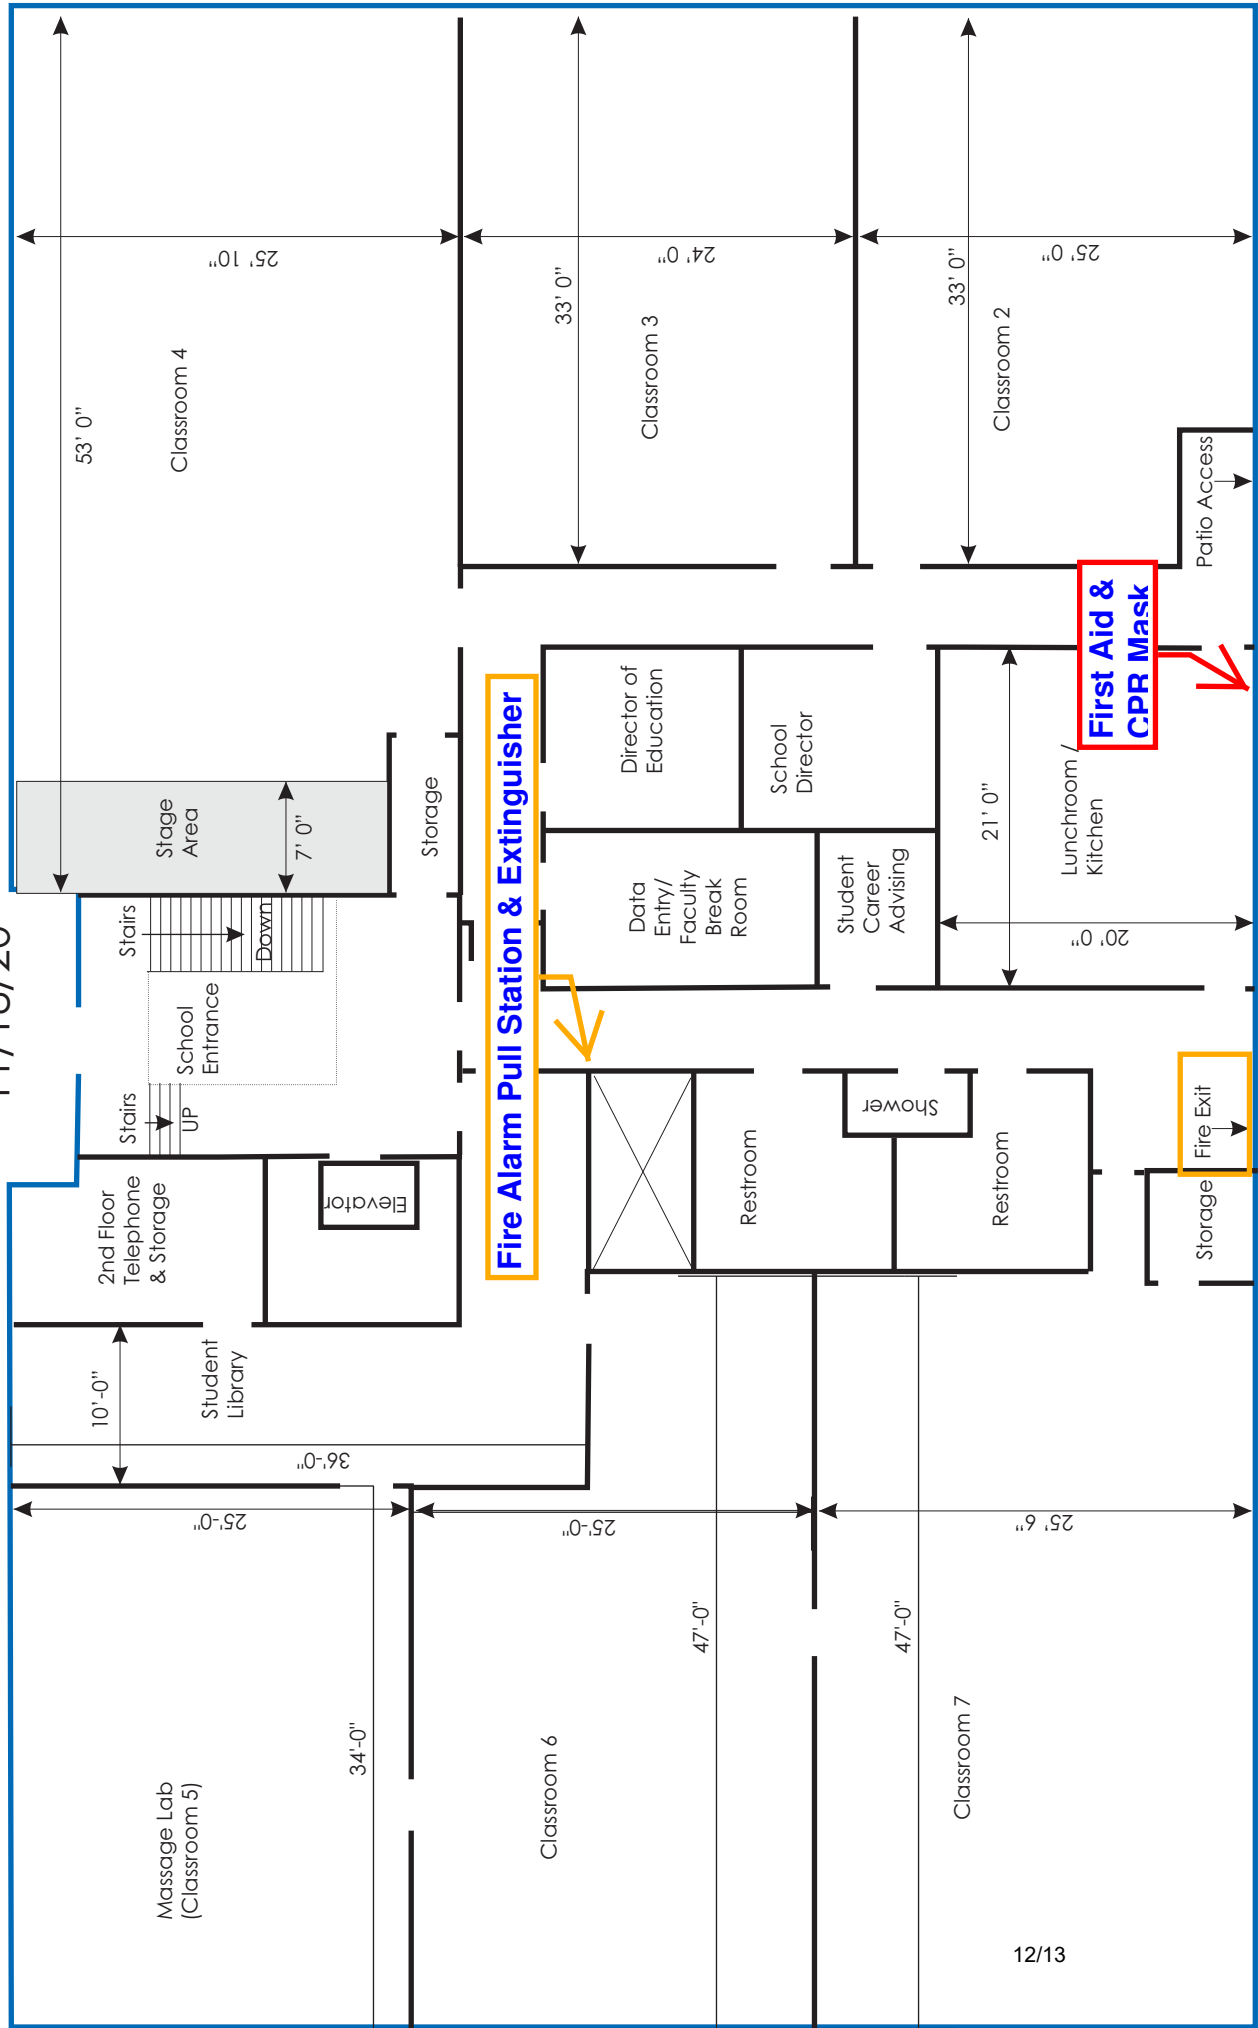 53' 0"
25' 10"
Classroom 4
33' 0"
24' 0"
Classroom 3
33' 0"
25' 0"
Classroom 2
Patio Access
Stage
Area
7' 0"
Storage
Stairs
Down
School
Entrance
Stairs
UP
Fire Alarm Pull Station & Extinguisher
Director of
Education
School
Director
Data
Entry/
Faculty
Break
Room
Student
Career
Advising
First Aid &
CPR Mask
21' 0"
20' 0"
Lunchroom /
Kitchen
2nd Floor
Telephone
& Storage
Elevator
Restroom
Shower
Restroom
Fire Exit
Storage
10'-0"
Student
Library
36'-0"
25'-0"
25'-0"
25' 6"
34'-0"
47'-0"
47'-0"
Massage Lab
(Classroom 5)
Classroom 6
Classroom 7
12/13